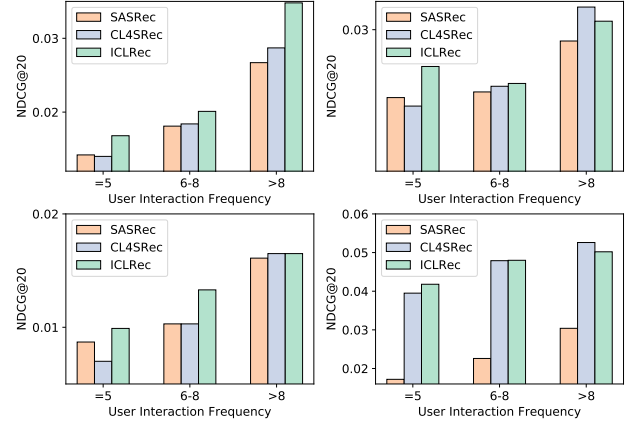 NDCG@20
0.03
0.02
SASRec
CL4SRec
ICLRec
=5
6-8
>8
User Interaction Frequency
NDCG@20
0.03
SASRec
CL4SRec
ICLRec
=5
6-8
>8
User Interaction Frequency
NDCG@20
0.02
0.01
SASRec
CL4SRec
ICLRec
=5
6-8
>8
User Interaction Frequency
NDCG@20
0.06
0.05
0.04
0.03
0.02
SASRec
CL4SRec
ICLRec
=5
6-8
>8
User Interaction Frequency